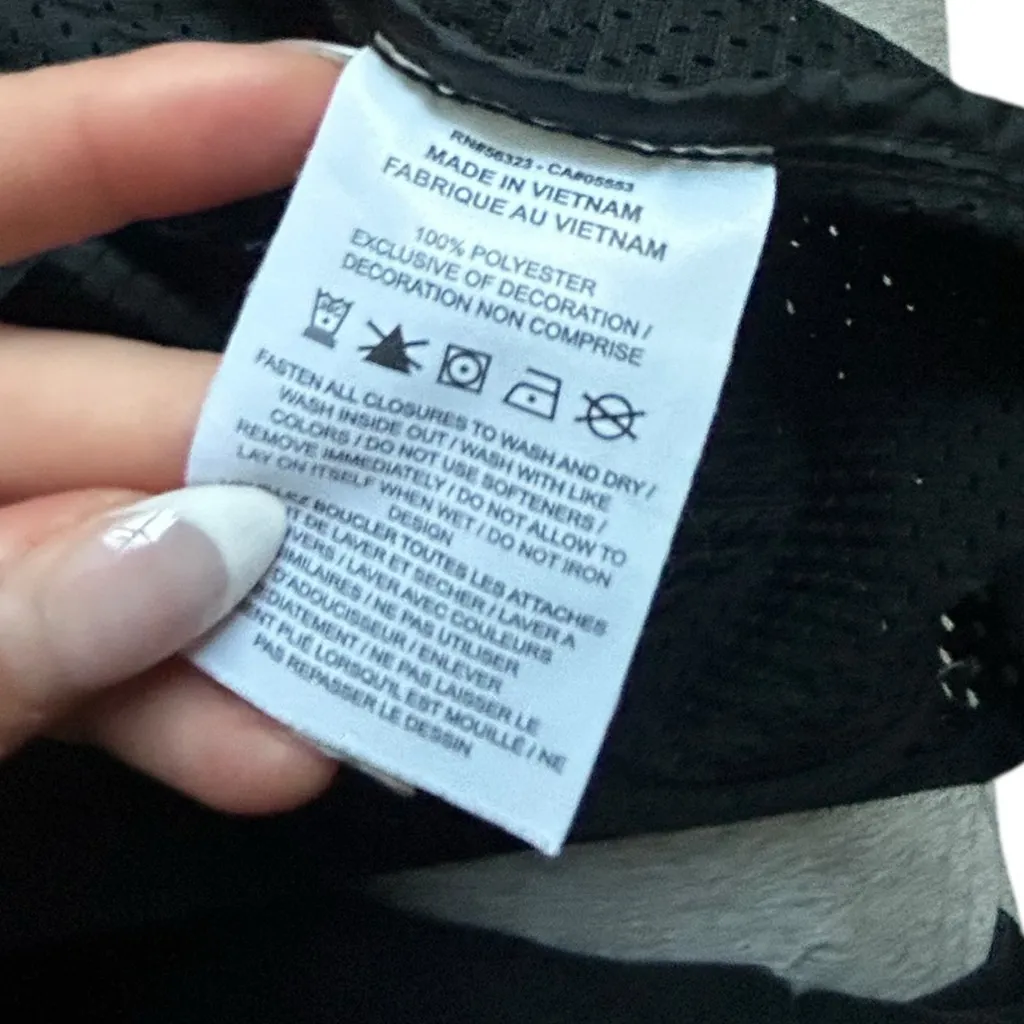 RN#56323 - CA#05553
MADE IN VIETNAM
FABRIQUE AU VIETNAM
100% POLYESTER
EXCLUSIVE OF DECORATION /
DECORATION NON COMPRISE
FASTEN ALL CLOSURES TO WASH AND DRY /
WASH INSIDE OUT / WASH WITH LIKE
COLORS / DO NOT USE SOFTENERS /
REMOVE IMMEDIATELY / DO NOT ALLOW TO
LAY ON ITSELF WHEN WET / DO NOT IRON
DESIGN
BOUCLER TOUTES LES ATTACHES
DE LAVER ET SECHER / LAVER A
/ LAVER AVEC COULEURS
/ NE PAS UTILISER
D'ADOUCISSEUR / ENLEVER
/ NE PAS LAISSER LE
PLIÉ LORSQU'IL EST MOUILLÉ / NE
PAS REPASSER LE DESSIN